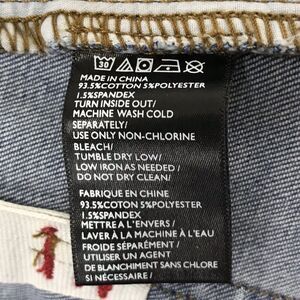 30
MADE IN CHINA
93.5%COTTON 5%POLYESTER
1.5%SPANDEX
TURN INSIDE OUT/
MACHINE WASH COLD
SEPARATELY/
USE ONLY NON-CHLORINE
BLEACH/
TUMBLE DRY LOW/
LOW IRON AS NEEDED/
DO NOT DRY CLEAN/
FABRIQUE EN CHINE
93.5%COTTON 5%POLYESTER
1.5%SPANDEX
METTRE A L'ENVERS/
LAVER À LA MACHINE À L'EAU
FROIDE SÉPARÉMENT/
UTILISER UN AGENT
DE BLANCHIMENT SANS CHLORE
SI NÉCESSAIRE/